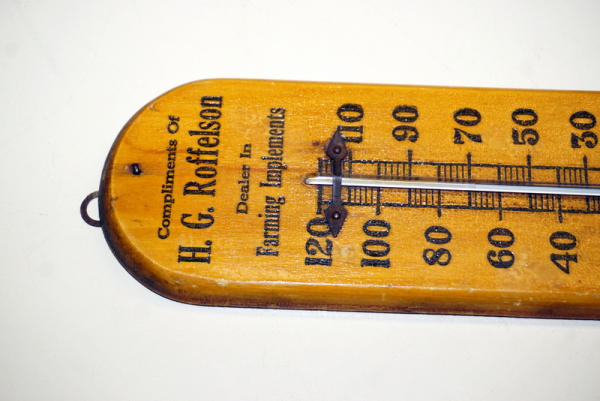 Compliments Of
H. G. Roffelson
Dealer In
Farming Implements
120
110
100
90
80
70
60
50
40
30